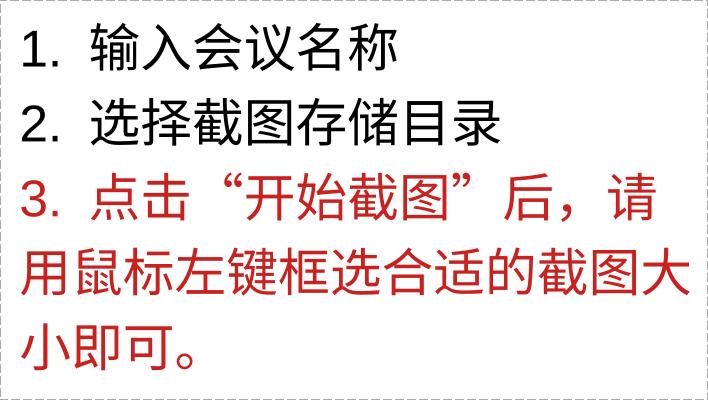 1. 输入会议名称
2. 选择截图存储目录
3. 点击“开始截图”后，请
用鼠标左键框选合适的截图大
小即可。